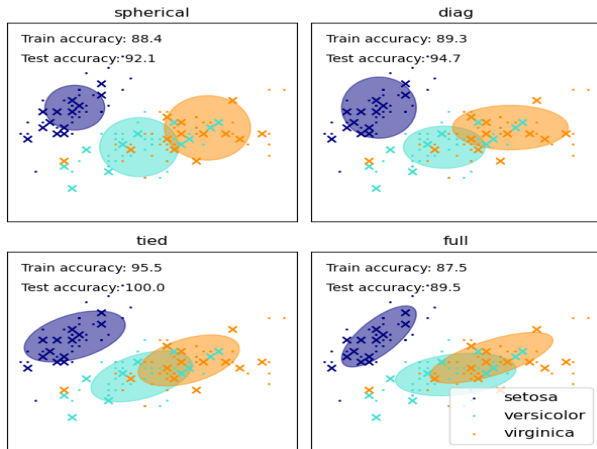 spherical
Train accuracy: 88.4
Test accuracy: 92.1
diag
Train accuracy: 89.3
Test accuracy: 94.7
tied
Train accuracy: 95.5
Test accuracy: 100.0
full
Train accuracy: 87.5
Test accuracy: 89.5
setosa
versicolor
virginica